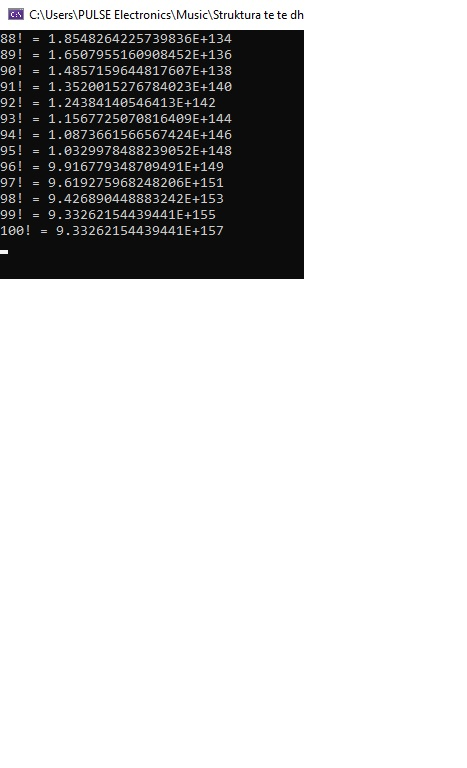 C:\Users\PULSE Electronics\Music\Struktura te te dh
88! = 1.8548264225739836E+134
89! = 1.6507955160908452E+136
90! = 1.4857159644817607E+138
91! = 1.3520015276784023E+140
92! = 1.24384140546413E+142
93! = 1.1567725070816409E+144
94! = 1.0873661566567424E+146
95! = 1.0329978488239052E+148
96! = 9.916779348709491E+149
97! = 9.619275968248206E+151
98! = 9.426890448883242E+153
99! = 9.33262154439441E+155
100! = 9.33262154439441E+157